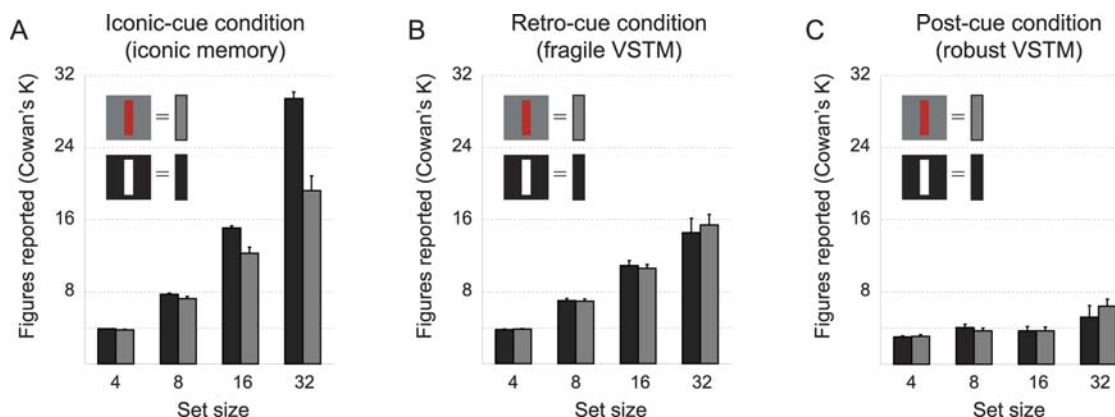 A
Iconic-cue condition
(iconic memory)
Figures reported (Cowan's K)
32
24
16
8
=
=
4 8 16 32
Set size
B
Retro-cue condition
(fragile VSTM)
Figures reported (Cowan's K)
32
24
16
8
=
=
4 8 16 32
Set size
C
Post-cue condition
(robust VSTM)
Figures reported (Cowan's K)
32
24
16
8
=
=
4 8 16 32
Set size